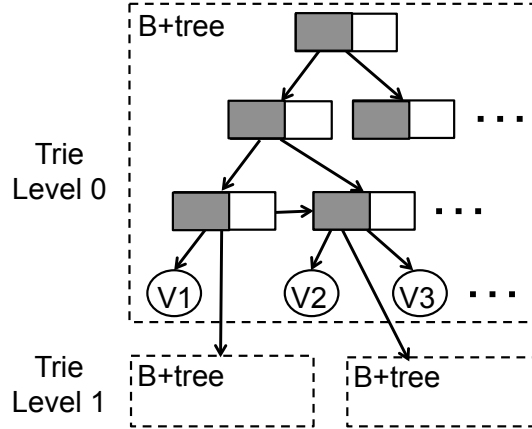 B+tree
Trie
Level 0
V1
V2
V3
Trie
Level 1
B+tree
B+tree